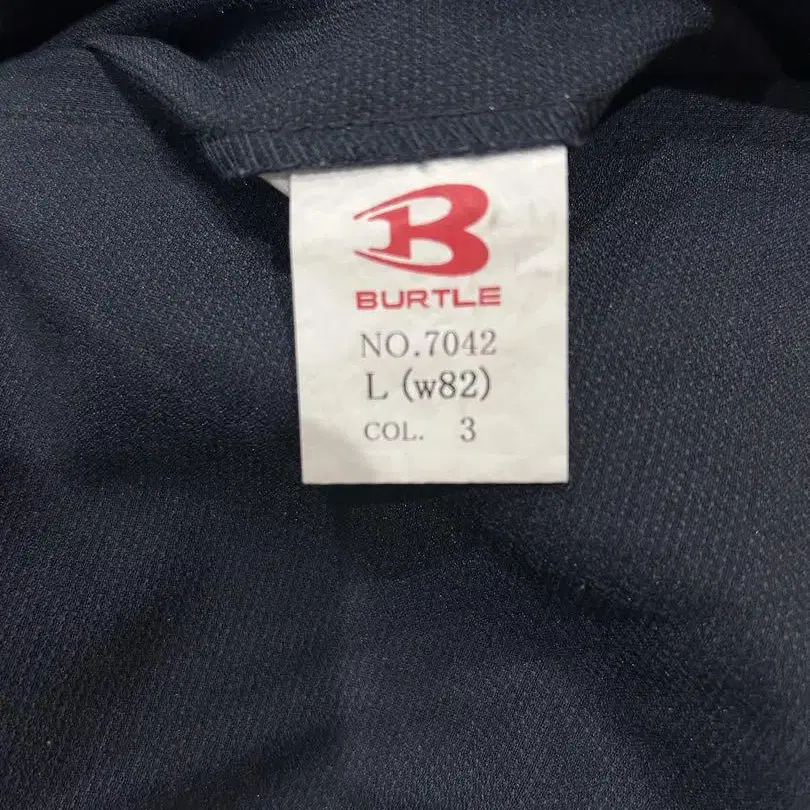 B
BURTLE
NO.7042
L (w82)
COL. 3